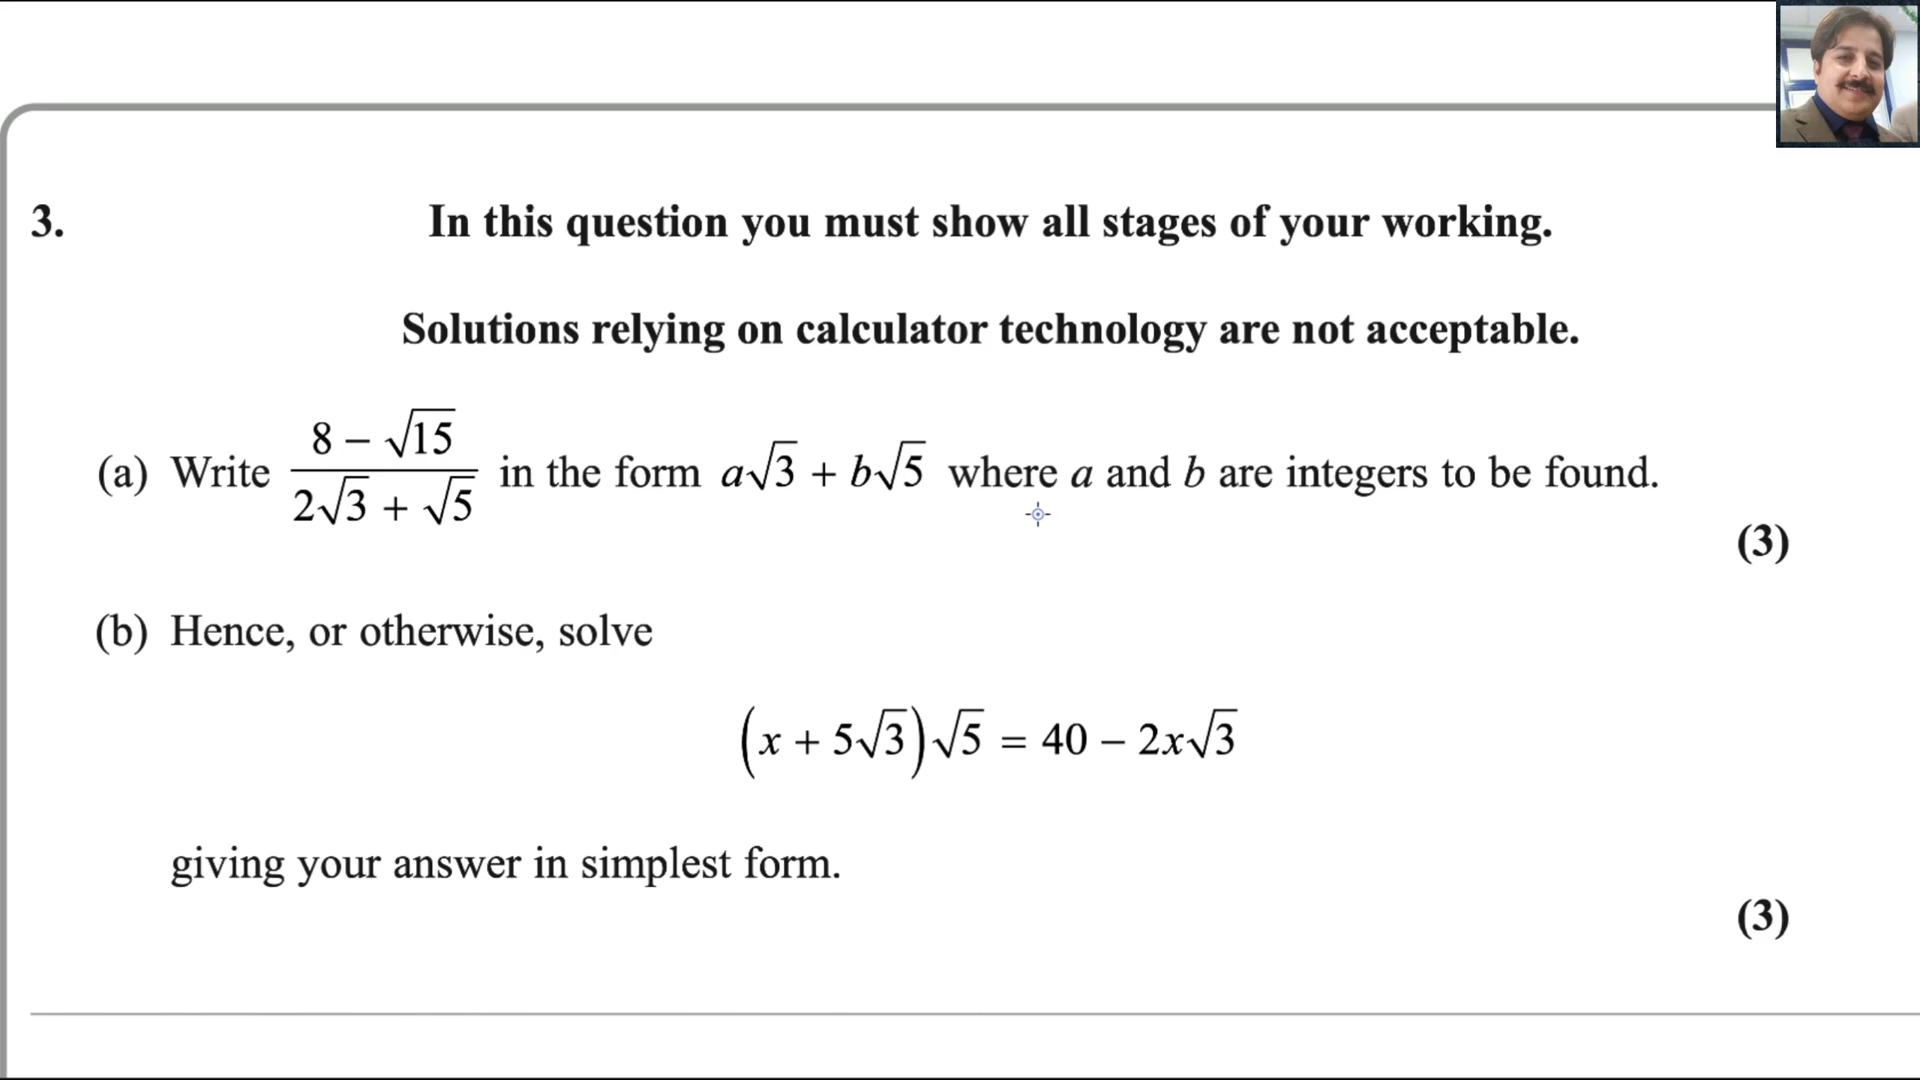 3. In this question you must show all stages of your working.
Solutions relying on calculator technology are not acceptable.
(a) Write (8 − √15)/(2√3 + √5) in the form a√3 + b√5 where a and b are integers to be found.
(3)
(b) Hence, or otherwise, solve
(x + 5√3)√5 = 40 − 2x√3
giving your answer in simplest form.
(3)